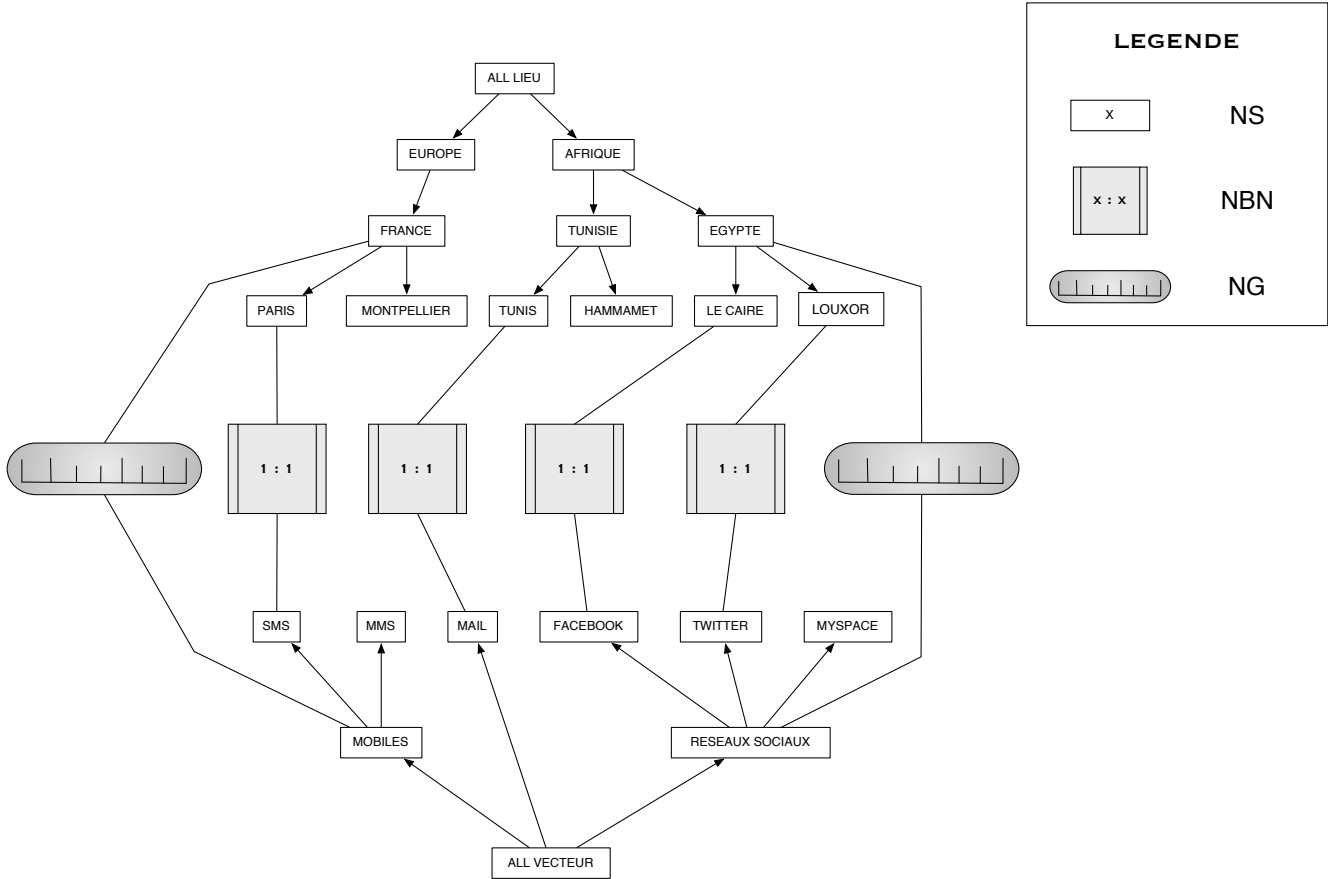 LEGENDE
X NS
x : x NBN
NG
ALL LIEU
EUROPE AFRIQUE
FRANCE TUNISIE EGYPTE
PARIS MONTPELLIER TUNIS HAMMAMET LE CAIRE LOUXOR
1 : 1 1 : 1 1 : 1 1 : 1
SMS MMS MAIL FACEBOOK TWITTER MYSPACE
MOBILES RESEAUX SOCIAUX
ALL VECTEUR